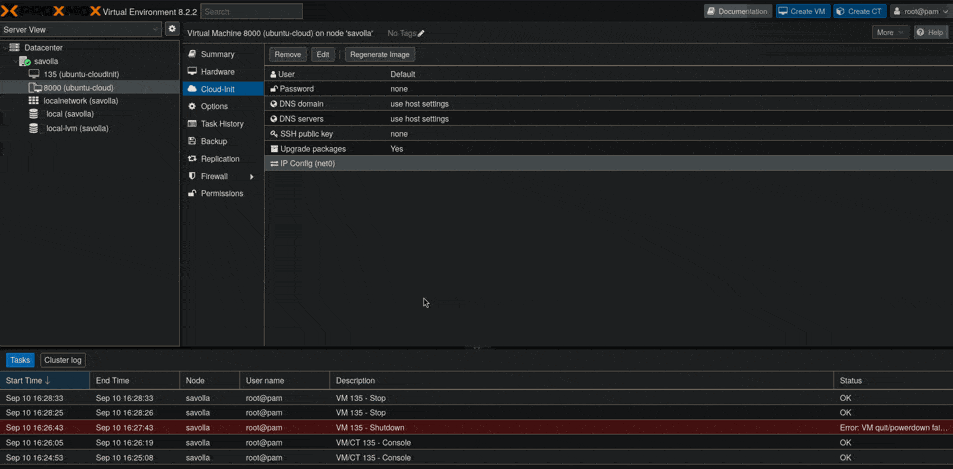 Virtual Environment 8.2.2 Search Documentation Create VM Create CT root@pam
Server View
Virtual Machine 8000 (ubuntu-cloud) on node 'savolla' No Tags More Help
Datacenter
savolla
135 (ubuntu-cloudinit)
8000 (ubuntu-cloud)
localnetwork (savolla)
local (savolla)
local-lvm (savolla)
Summary
Hardware
Cloud-Init
Options
Task History
Backup
Replication
Firewall
Permissions
Remove Edit Regenerate Image
User Default
Password none
DNS domain use host settings
DNS servers use host settings
SSH public key none
Upgrade packages Yes
IP Config (net0)
Tasks Cluster log
Start Time ↓ End Time Node User name Description Status
Sep 10 16:28:33 Sep 10 16:28:33 savolla root@pam VM 135 - Stop OK
Sep 10 16:28:25 Sep 10 16:28:26 savolla root@pam VM 135 - Stop OK
Sep 10 16:26:43 Sep 10 16:27:43 savolla root@pam VM 135 - Shutdown Error: VM quit/powerdown fai...
Sep 10 16:26:05 Sep 10 16:26:19 savolla root@pam VM/CT 135 - Console OK
Sep 10 16:24:53 Sep 10 16:25:08 savolla root@pam VM/CT 135 - Console OK